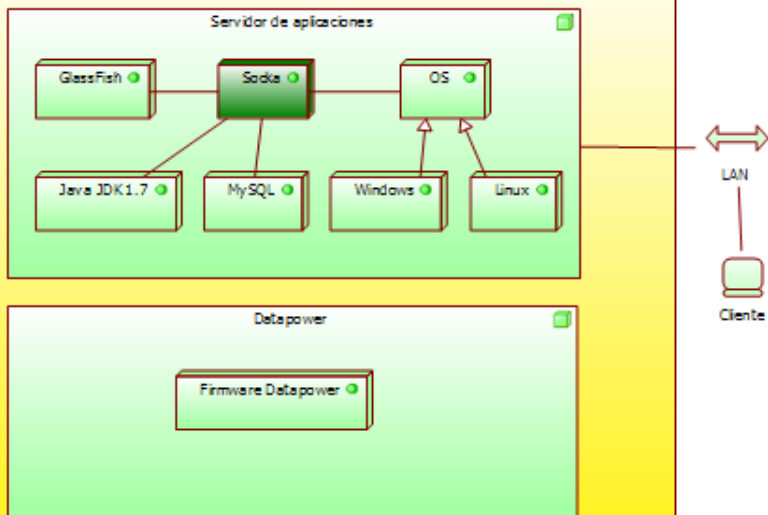 Servidor de aplicaciones
GlassFish
Socka
OS
Java JDK1.7
MySQL
Windows
Linux
LAN
Cliente
Datapower
Firmware Datapower